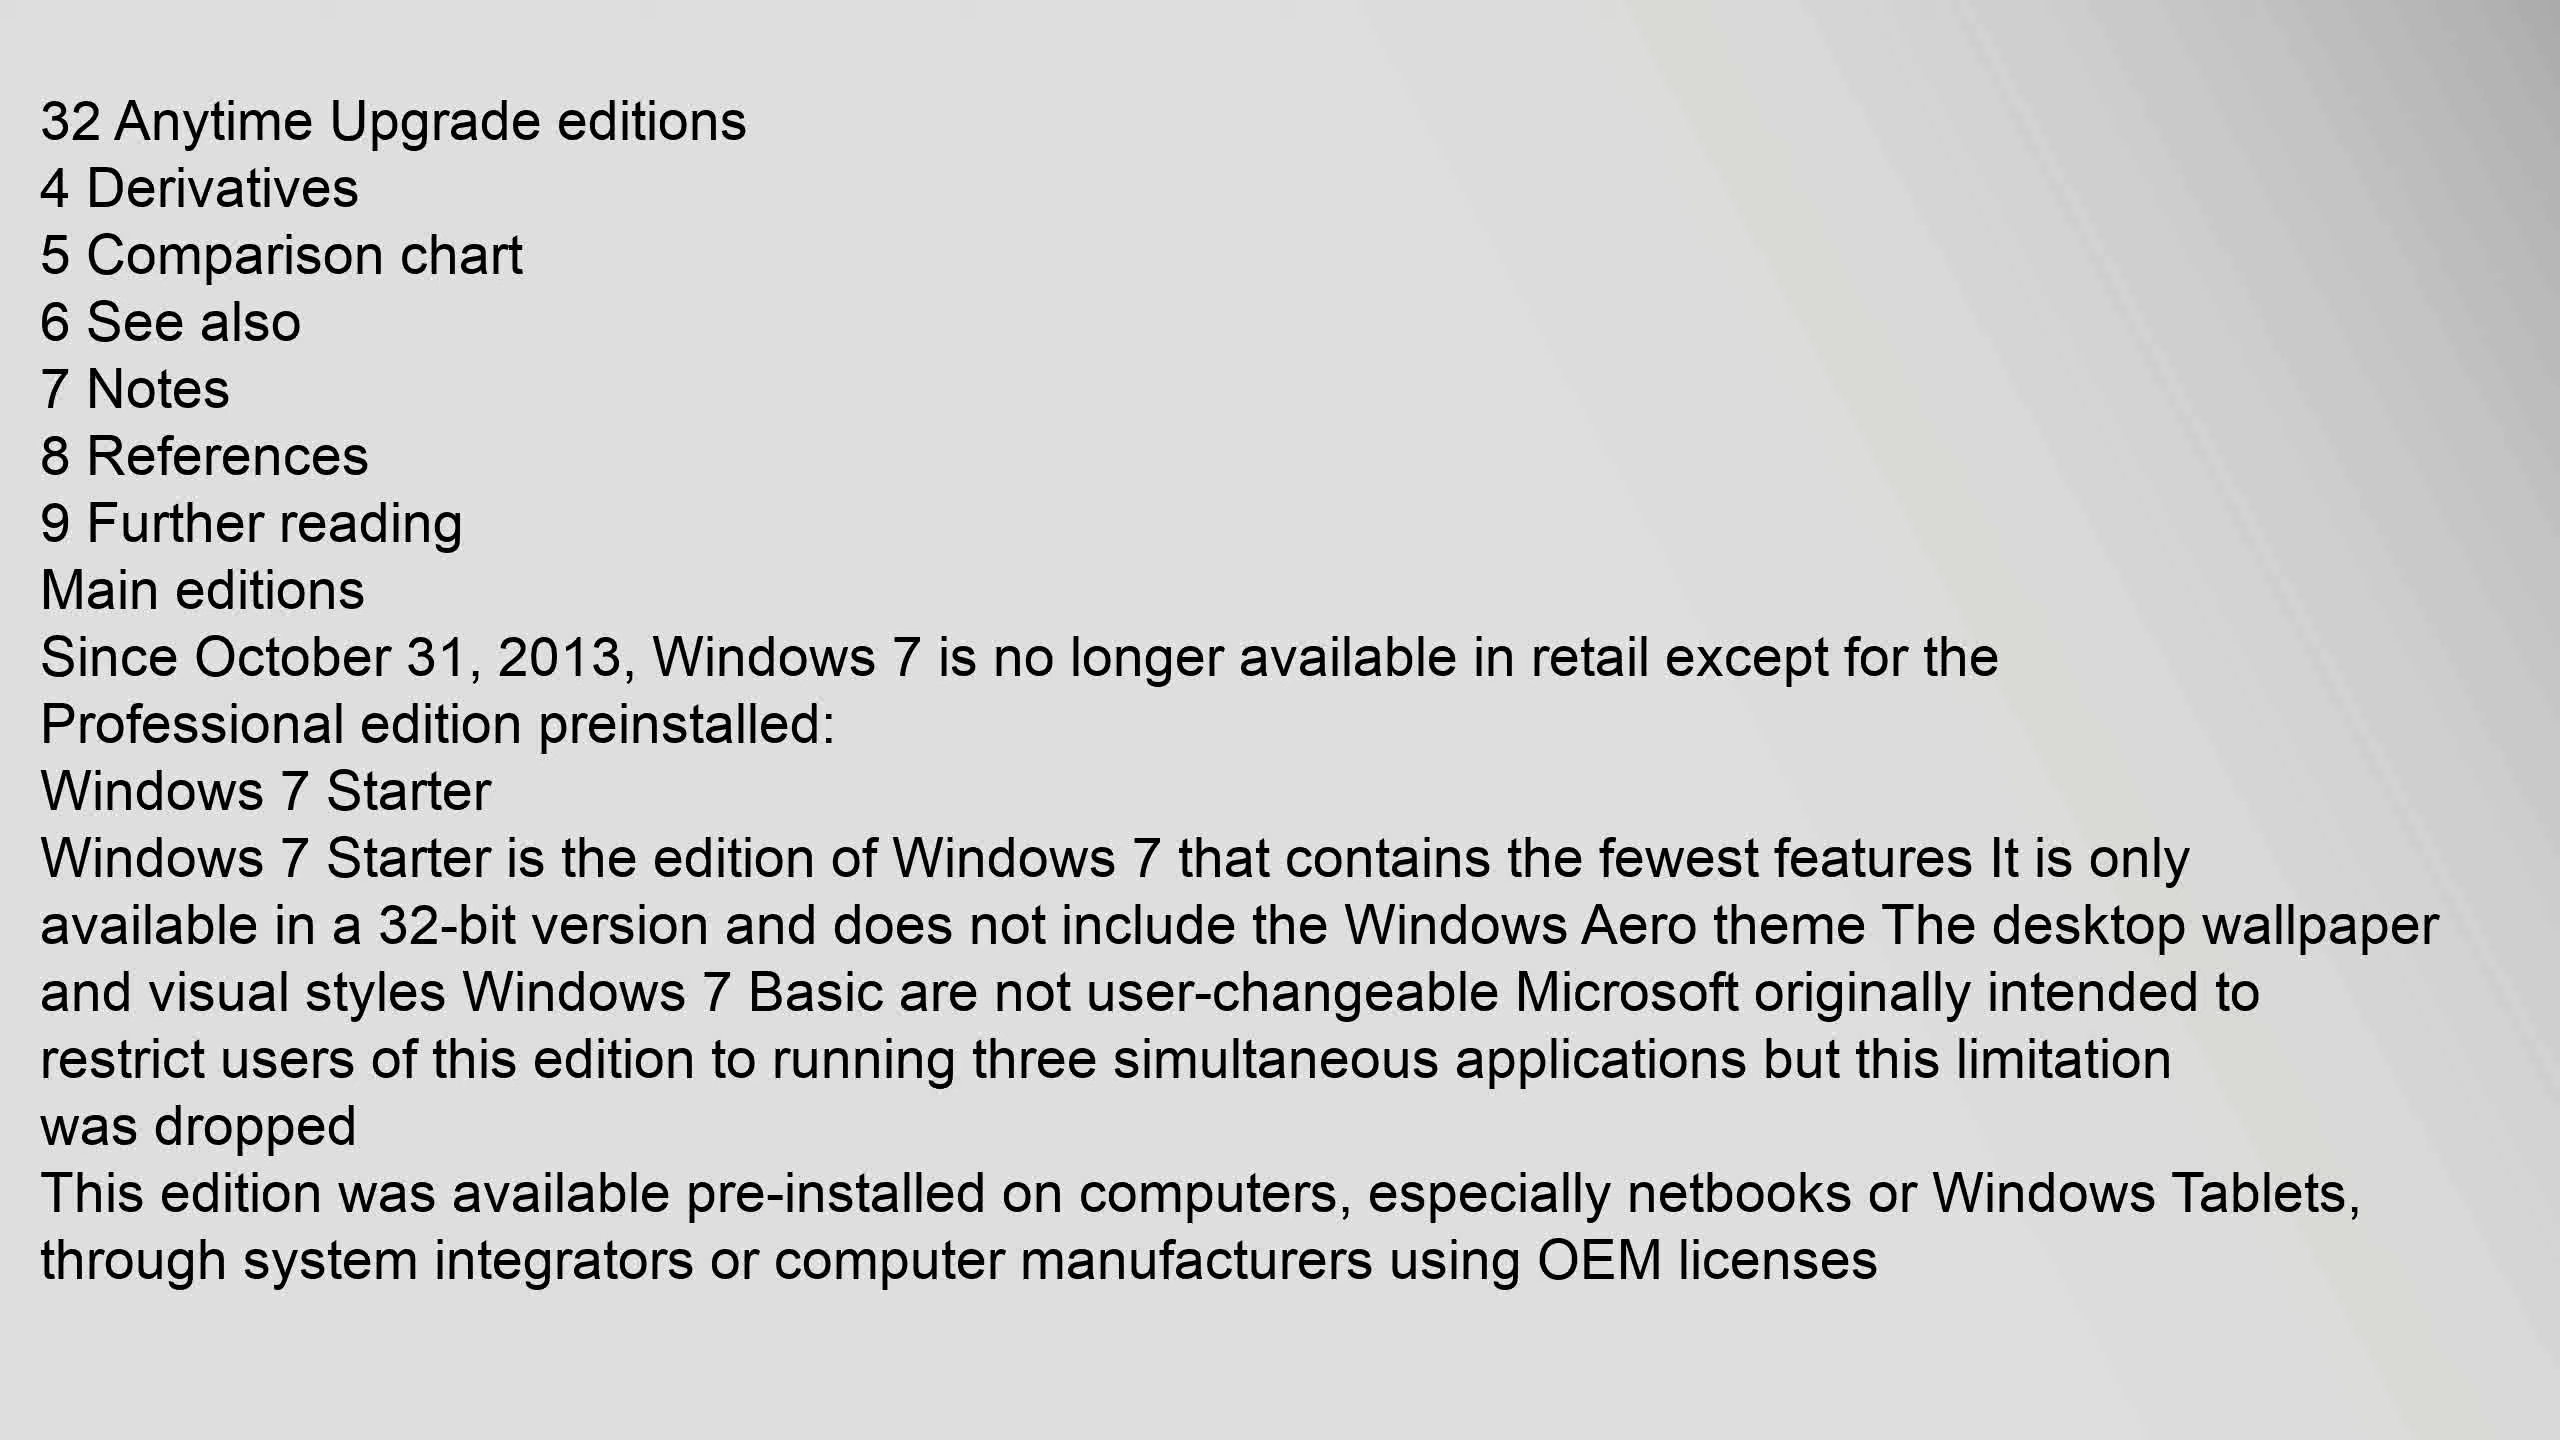 32 Anytime Upgrade editions
4 Derivatives
5 Comparison chart
6 See also
7 Notes
8 References
9 Further reading
Main editions
Since October 31, 2013, Windows 7 is no longer available in retail except for the
Professional edition preinstalled:
Windows 7 Starter
Windows 7 Starter is the edition of Windows 7 that contains the fewest features It is only
available in a 32-bit version and does not include the Windows Aero theme The desktop wallpaper
and visual styles Windows 7 Basic are not user-changeable Microsoft originally intended to
restrict users of this edition to running three simultaneous applications but this limitation
was dropped
This edition was available pre-installed on computers, especially netbooks or Windows Tablets,
through system integrators or computer manufacturers using OEM licenses